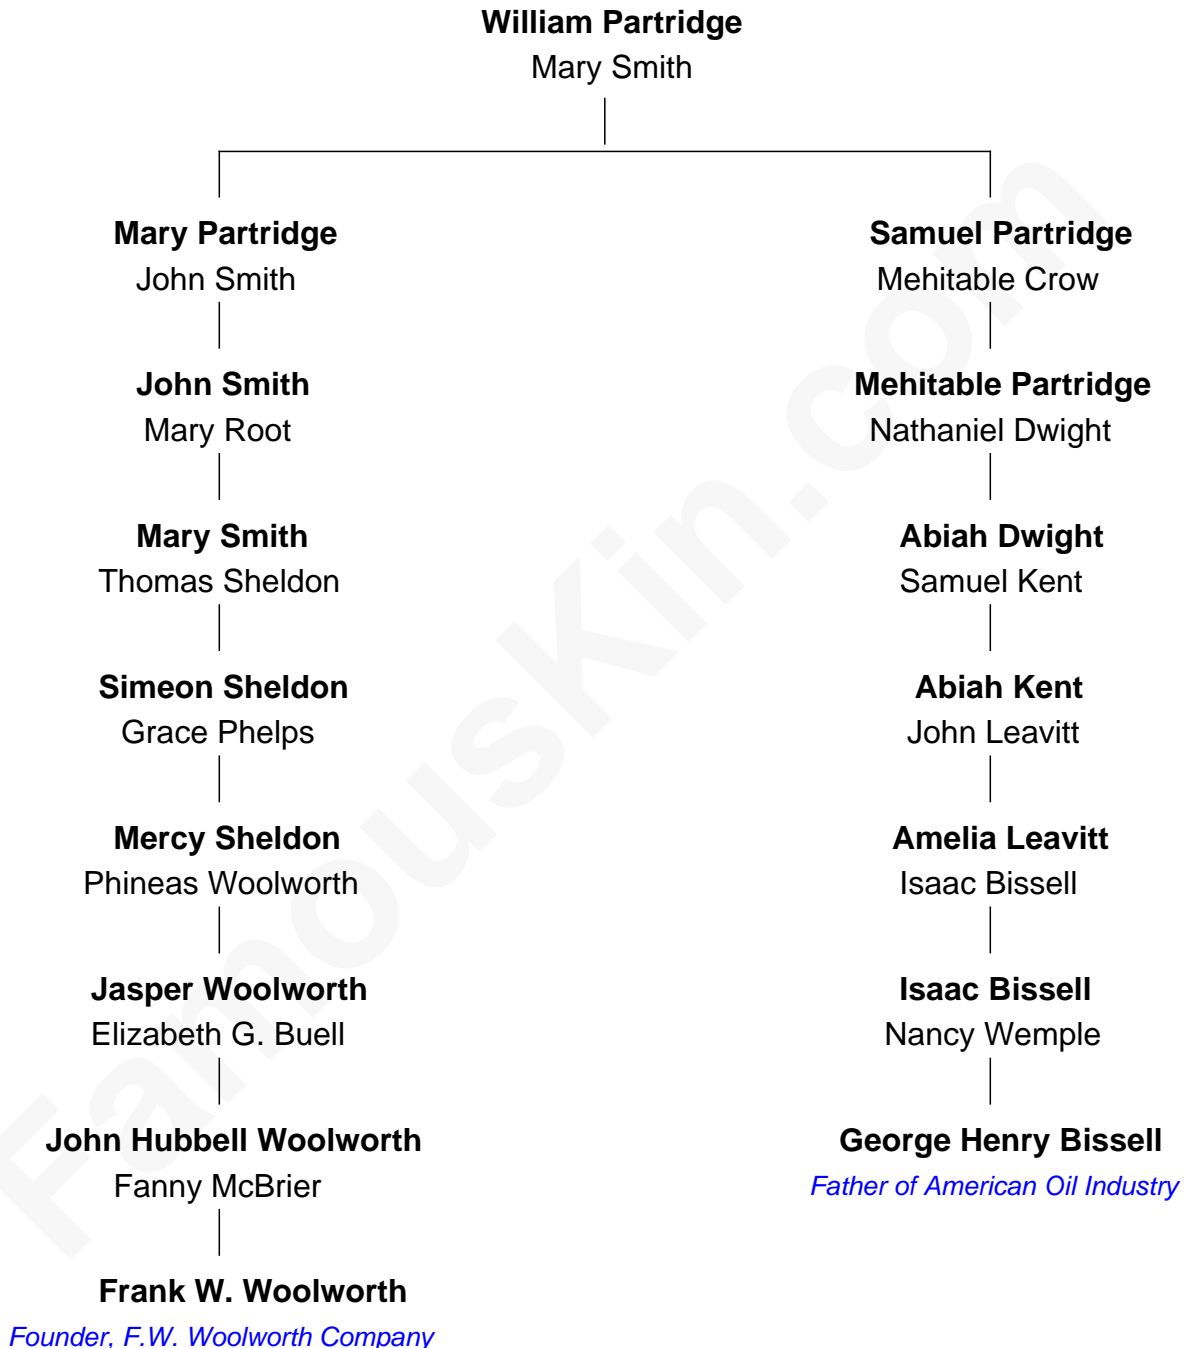 William Partridge
Mary Smith
Mary Partridge
John Smith
Samuel Partridge
Mehitable Crow
John Smith
Mary Root
Mehitable Partridge
Nathaniel Dwight
Mary Smith
Thomas Sheldon
Abiah Dwight
Samuel Kent
Simeon Sheldon
Grace Phelps
Abiah Kent
John Leavitt
Mercy Sheldon
Phineas Woolworth
Amelia Leavitt
Isaac Bissell
Jasper Woolworth
Elizabeth G. Buell
Isaac Bissell
Nancy Wemple
John Hubbell Woolworth
Fanny McBrier
George Henry Bissell
Father of American Oil Industry
Frank W. Woolworth
Founder, F.W. Woolworth Company
FamousKin.com